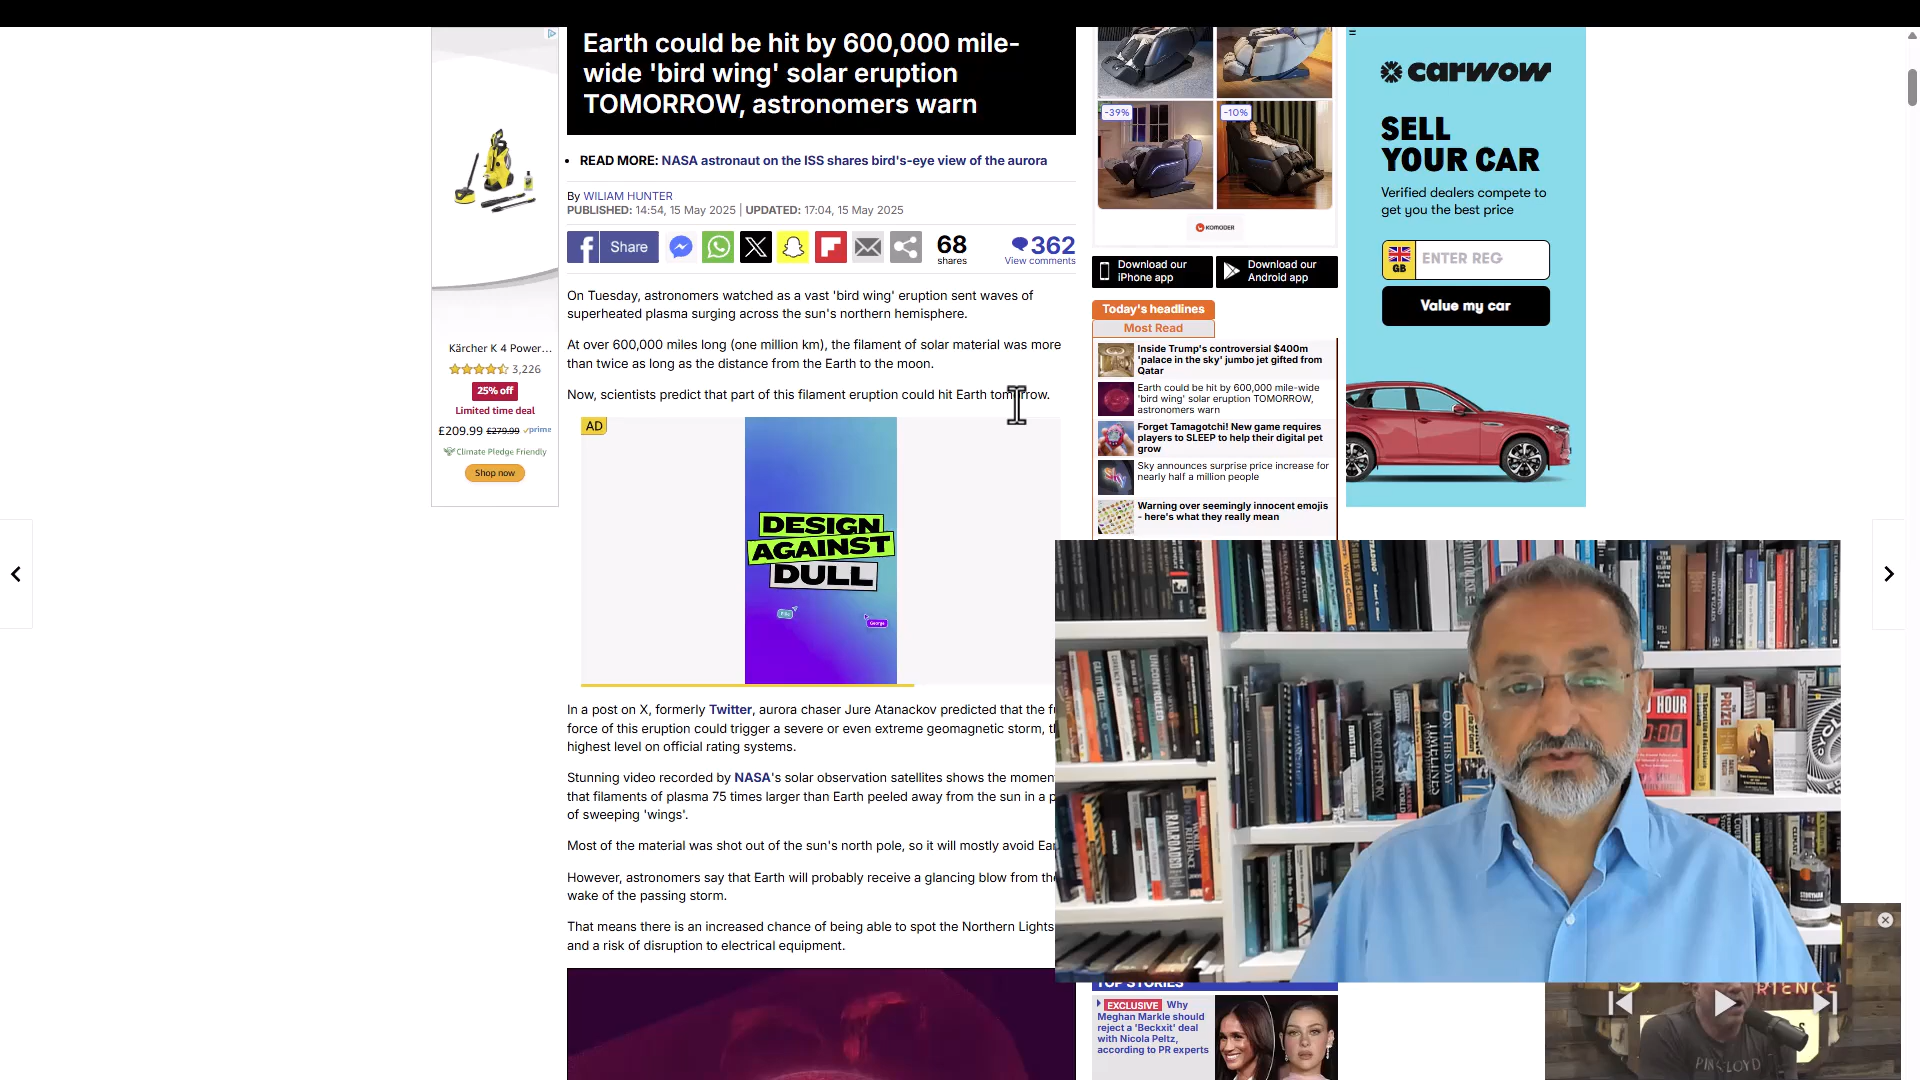 Earth could be hit by 600,000 mile-
wide 'bird wing' solar eruption
TOMORROW, astronomers warn
READ MORE: NASA astronaut on the ISS shares bird's-eye view of the aurora
By WILIAM HUNTER
PUBLISHED: 14:54, 15 May 2025 | UPDATED: 17:04, 15 May 2025
Share
68
shares
362
View comments
On Tuesday, astronomers watched as a vast 'bird wing' eruption sent waves of
superheated plasma surging across the sun's northern hemisphere.
At over 600,000 miles long (one million km), the filament of solar material was more
than twice as long as the distance from the Earth to the moon.
Now, scientists predict that part of this filament eruption could hit Earth tomorrow.
AD
DESIGN
AGAINST
DULL
George
In a post on X, formerly Twitter, aurora chaser Jure Atanackov predicted that the
force of this eruption could trigger a severe or even extreme geomagnetic storm,
highest level on official rating systems.
Stunning video recorded by NASA's solar observation satellites shows the momen
that filaments of plasma 75 times larger than Earth peeled away from the sun in a p
of sweeping 'wings'.
Most of the material was shot out of the sun's north pole, so it will mostly avoid Ear
However, astronomers say that Earth will probably receive a glancing blow from the
wake of the passing storm.
That means there is an increased chance of being able to spot the Northern Lights
and a risk of disruption to electrical equipment.
Kärcher K 4 Power...
3,226
25% off
Limited time deal
£209.99 £279.99 prime
Climate Pledge Friendly
Shop now
-39%
-10%
KOMODER
Download our
iPhone app
Download our
Android app
Today's headlines
Most Read
Inside Trump's controversial $400m
'palace in the sky' jumbo jet gifted from
Qatar
Earth could be hit by 600,000 mile-wide
'bird wing' solar eruption TOMORROW,
astronomers warn
Forget Tamagotchi! New game requires
players to SLEEP to help their digital pet
grow
Sky announces surprise price increase for
nearly half a million people
Warning over seemingly innocent emojis
- here's what they really mean
TOP STORIES
EXCLUSIVE Why
Meghan Markle should
reject a 'Beckxit' deal
with Nicola Peltz,
according to PR experts
carwow
SELL
YOUR CAR
Verified dealers compete to
get you the best price
GB
ENTER REG
Value my car
UNCONTROLLED
RAILROADED
WORLD HISTORY
TIMELINES
ON THIS DAY
HOUR
THE PRIZE
RIENCE